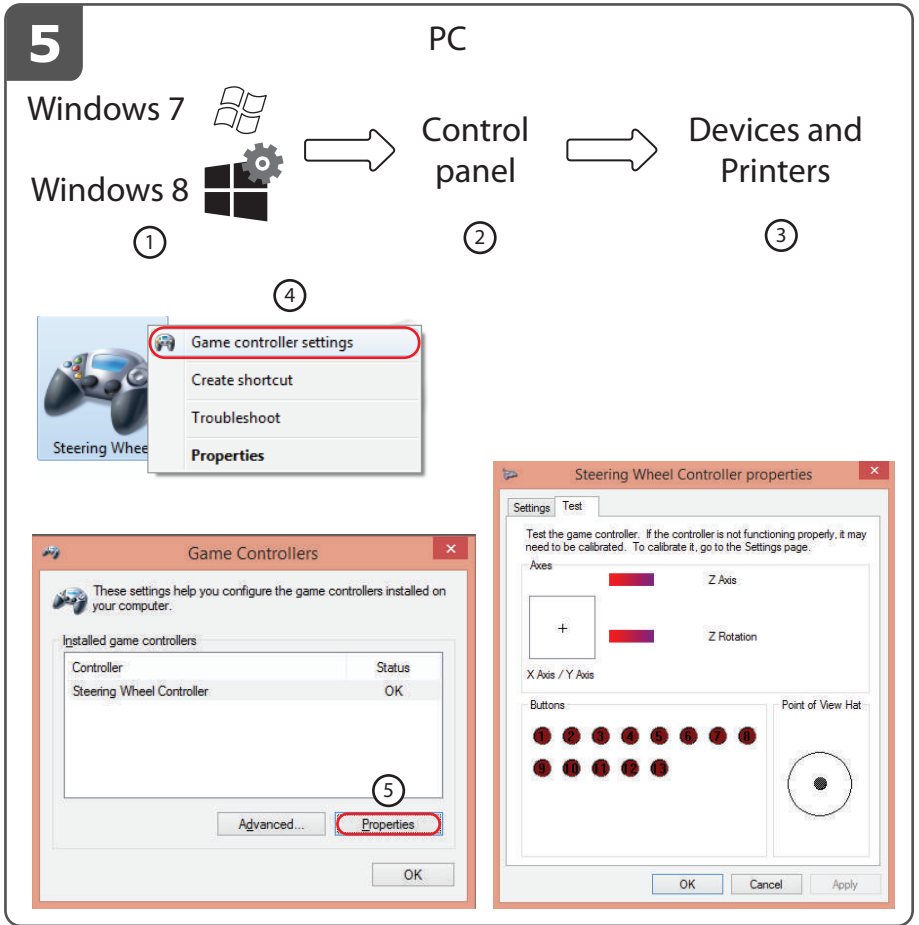 5
PC
Windows 7
Windows 8
Control
panel
Devices and
Printers
1
2
3
4
Game controller settings
Create shortcut
Troubleshoot
Properties
Steering Whee
Game Controllers
These settings help you configure the game controllers installed on
your computer.
Installed game controllers
Controller Status
Steering Wheel Controller OK
5
Advanced... Properties
OK
Steering Wheel Controller properties
Settings Test
Test the game controller. If the controller is not functioning properly, it may
need to be calibrated. To calibrate it, go to the Settings page.
Axes
Z Axis
Z Rotation
X Axis / Y Axis
Buttons
1 2 3 4 5 6 7 8
9 10 11 12 13
Point of View Hat
OK Cancel Apply